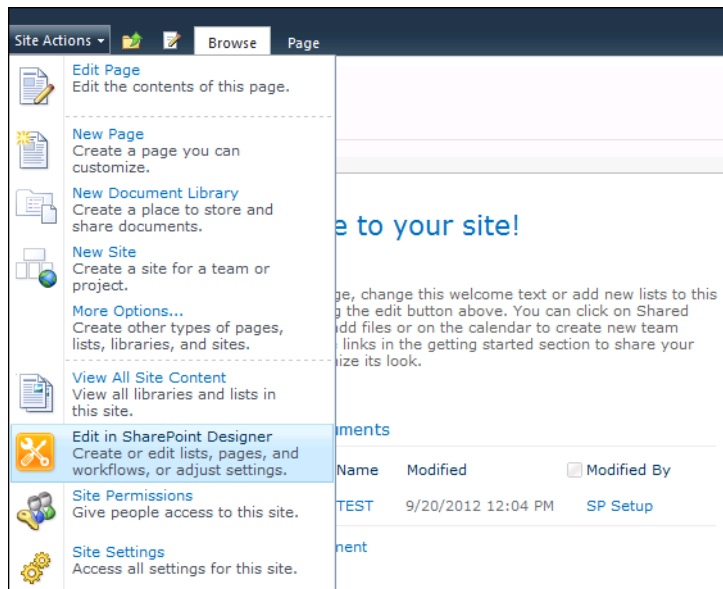 Site Actions Browse Page
Edit Page
Edit the contents of this page.
New Page
Create a page you can
customize.
New Document Library
Create a place to store and
share documents.
New Site
Create a site for a team or
project.
More Options...
Create other types of pages,
lists, libraries, and sites.
View All Site Content
View all libraries and lists in
this site.
Edit in SharePoint Designer
Create or edit lists, pages, and
workflows, or adjust settings.
Site Permissions
Give people access to this site.
Site Settings
Access all settings for this site.
e to your site!
ge, change this welcome text or add new lists to this
g the edit button above. You can click on Shared
add files or on the calendar to create new team
links in the getting started section to share your
ize its look.
uments
Name Modified Modified By
TEST 9/20/2012 12:04 PM SP Setup
ment